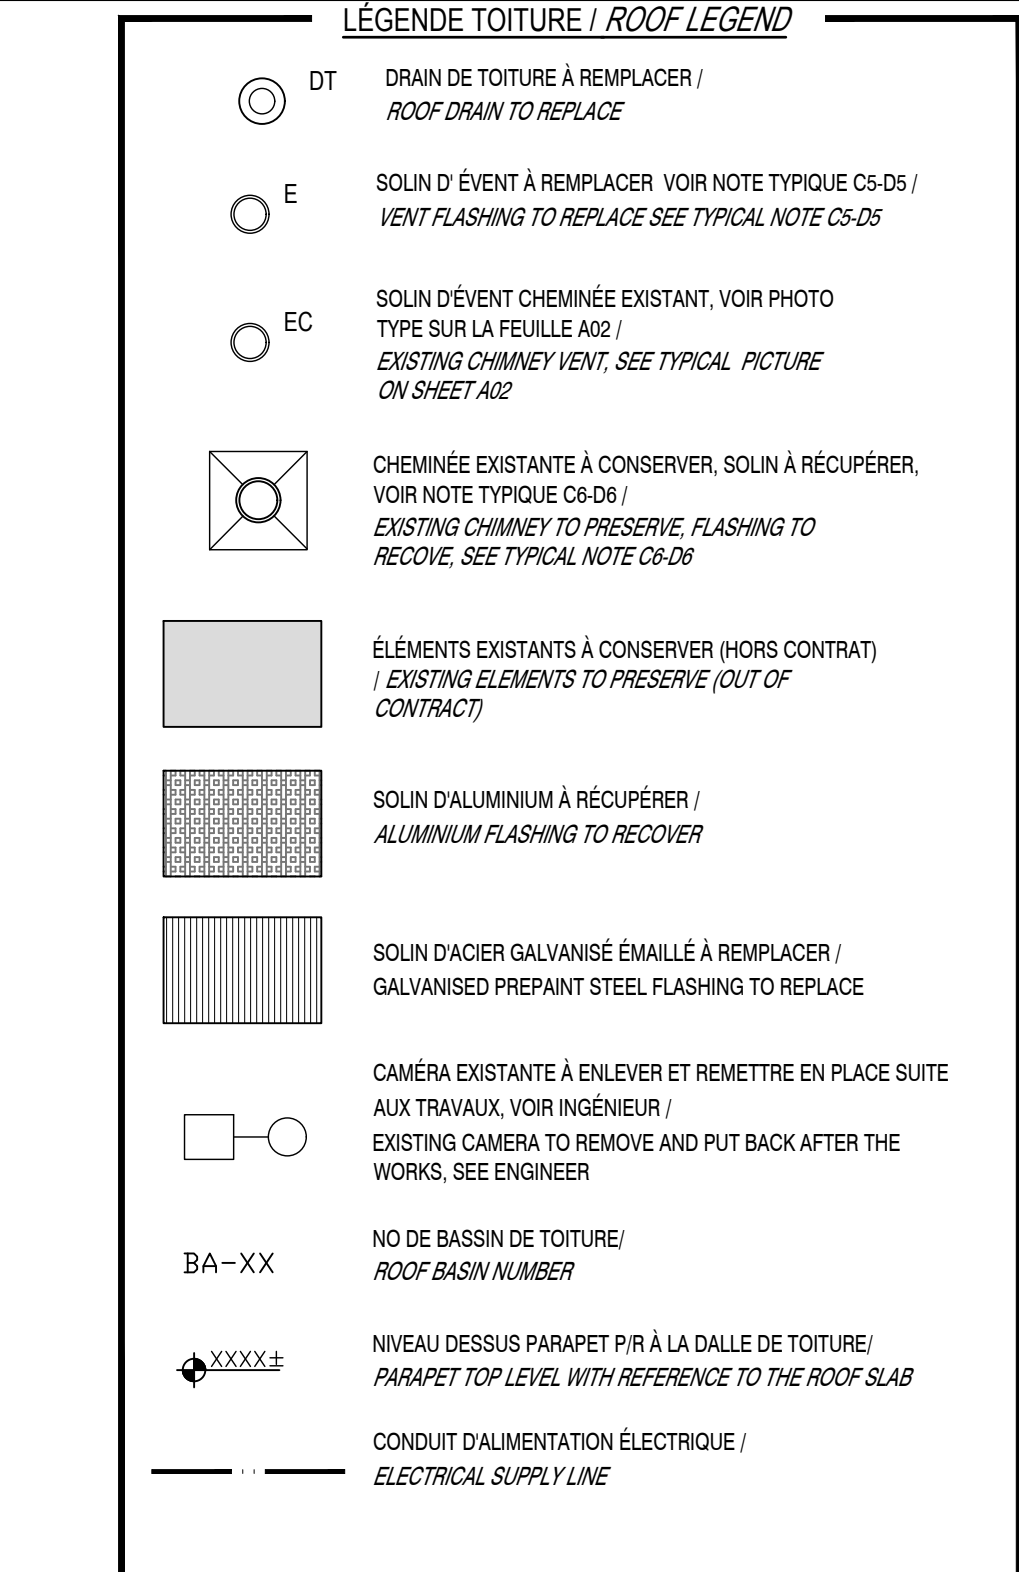 LÉGENDE TOITURE / ROOF LEGEND
DT
DRAIN DE TOITURE À REMPLACER /
ROOF DRAIN TO REPLACE
E
SOLIN D' ÉVENT À REMPLACER VOIR NOTE TYPIQUE C5-D5 /
VENT FLASHING TO REPLACE SEE TYPICAL NOTE C5-D5
EC
SOLIN D'ÉVENT CHEMINÉE EXISTANT, VOIR PHOTO
TYPE SUR LA FEUILLE A02 /
EXISTING CHIMNEY VENT, SEE TYPICAL PICTURE
ON SHEET A02
CHEMINÉE EXISTANTE À CONSERVER, SOLIN À RÉCUPÉRER,
VOIR NOTE TYPIQUE C6-D6 /
EXISTING CHIMNEY TO PRESERVE, FLASHING TO
RECOVE, SEE TYPICAL NOTE C6-D6
ÉLÉMENTS EXISTANTS À CONSERVER (HORS CONTRAT)
/ EXISTING ELEMENTS TO PRESERVE (OUT OF
CONTRACT)
SOLIN D'ALUMINIUM À RÉCUPÉRER /
ALUMINIUM FLASHING TO RECOVER
SOLIN D'ACIER GALVANISÉ ÉMAILLÉ À REMPLACER /
GALVANISED PREPAINT STEEL FLASHING TO REPLACE
CAMÉRA EXISTANTE À ENLEVER ET REMETTRE EN PLACE SUITE
AUX TRAVAUX, VOIR INGÉNIEUR /
EXISTING CAMERA TO REMOVE AND PUT BACK AFTER THE
WORKS, SEE ENGINEER
BA-XX
NO DE BASSIN DE TOITURE/
ROOF BASIN NUMBER
XXXX±
NIVEAU DESSUS PARAPET P/R À LA DALLE DE TOITURE/
PARAPET TOP LEVEL WITH REFERENCE TO THE ROOF SLAB
CONDUIT D'ALIMENTATION ÉLECTRIQUE /
ELECTRICAL SUPPLY LINE